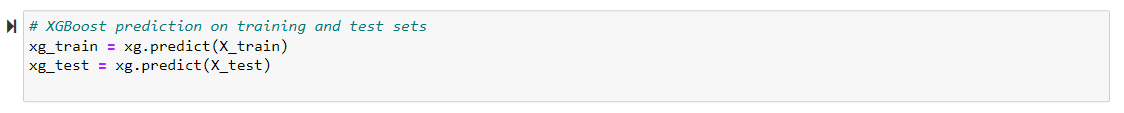 # XGBoost prediction on training and test sets
xg_train = xg.predict(X_train)
xg_test = xg.predict(X_test)